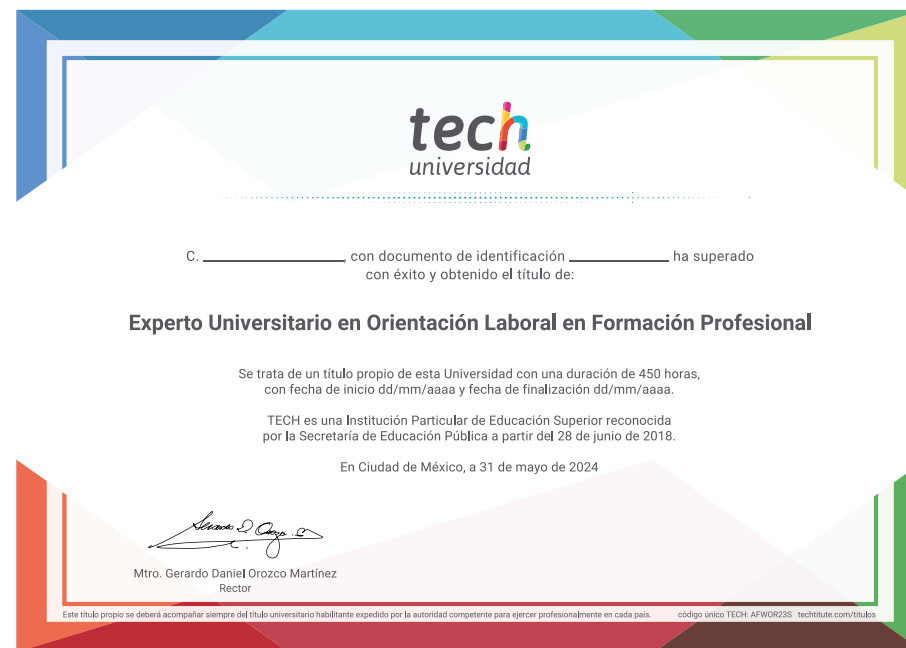 tech
universidad
C. ____________, con documento de identificación ____________ ha superado
con éxito y obtenido el título de:
Experto Universitario en Orientación Laboral en Formación Profesional
Se trata de un título propio de esta Universidad con una duración de 450 horas,
con fecha de inicio dd/mm/aaaa y fecha de finalización dd/mm/aaaa.
TECH es una Institución Particular de Educación Superior reconocida
por la Secretaría de Educación Pública a partir del 28 de junio de 2018.
En Ciudad de México, a 31 de mayo de 2024
Mtro. Gerardo Daniel Orozco Martínez
Rector
Este título propio se deberá acompañar siempre del título universitario habilitante expedido por la autoridad competente para ejercer profesionalmente en cada país. código único TECH: AFWOR23S techtitute.com/titulos